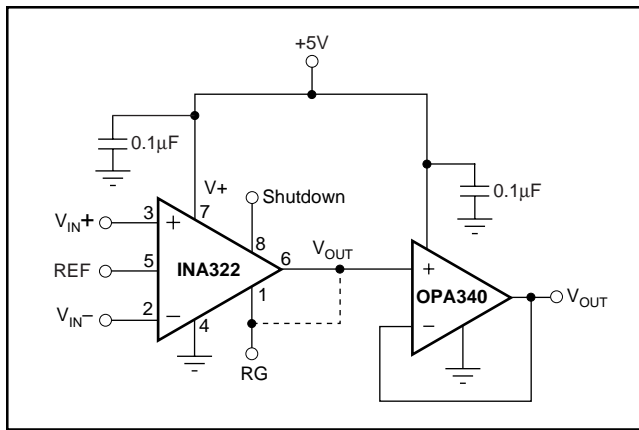 +5V
0.1µF
V+
Shutdown
0.1µF
VIN+
3
+
7
8
6
VOUT
REF
5
INA322
+
OPA340
VOUT
1
VIN–
2
–
4
–
RG